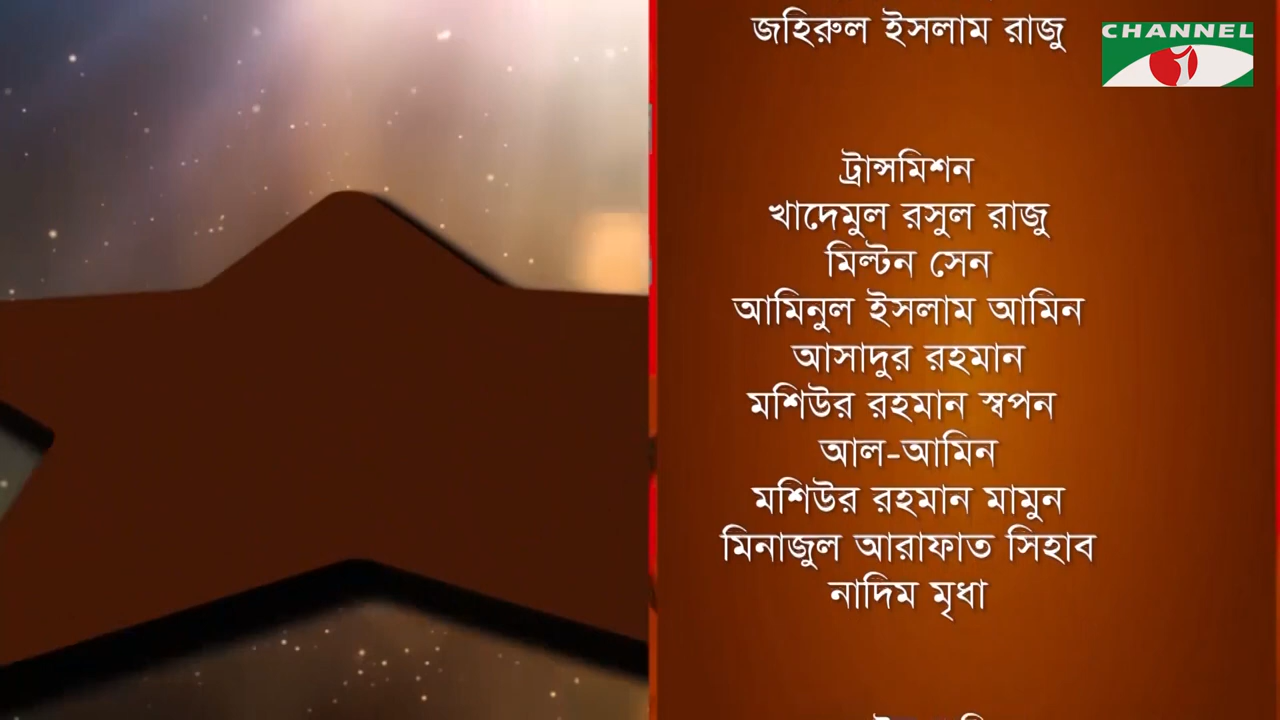 জহিরুল ইসলাম রাজু
CHANNEL
ট্রান্সমিশন
খাদেমুল রসুল রাজু
মিল্টন সেন
আমিনুল ইসলাম আমিন
আসাদুর রহমান
মশিউর রহমান স্বপন
আল-আমিন
মশিউর রহমান মামুন
মিনাজুল আরাফাত সিহাব
নাদিম মৃধা